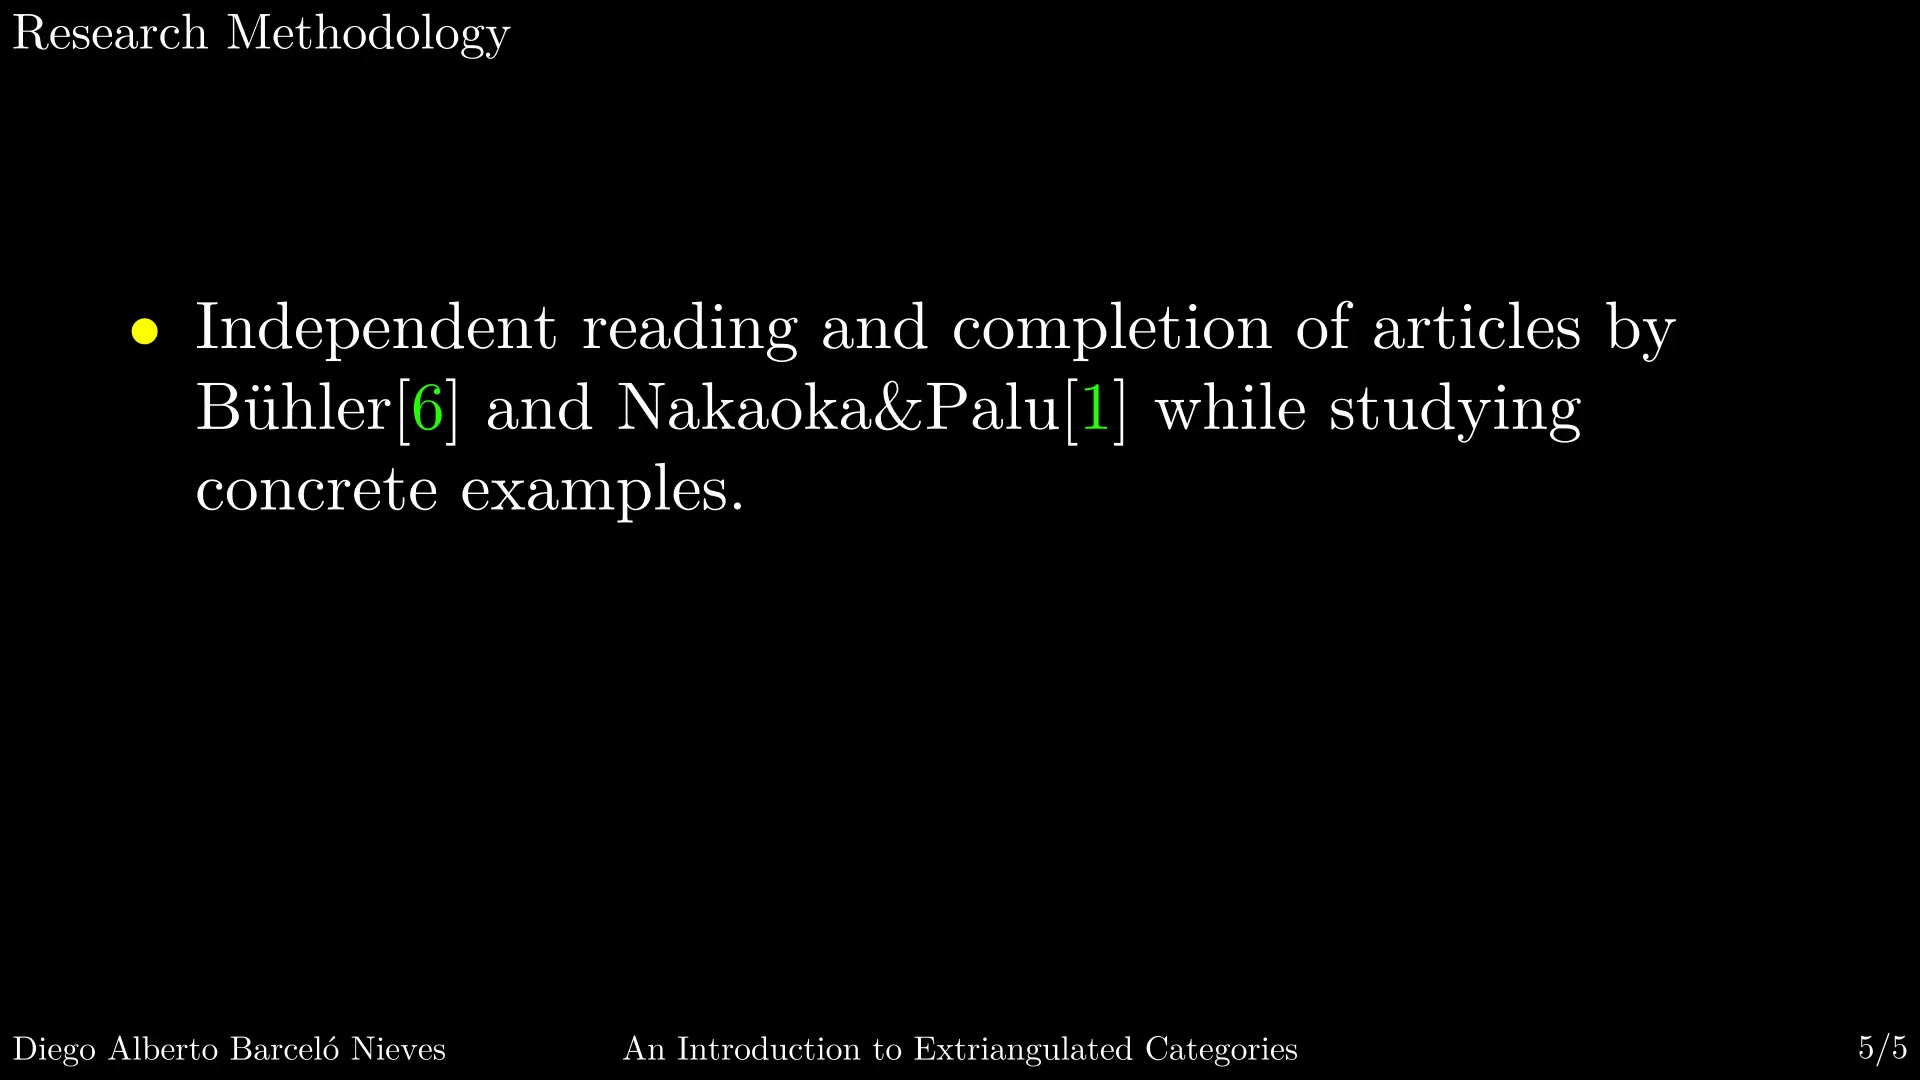 Research Methodology
• Independent reading and completion of articles by
Bühler[6] and Nakaoka&Palu[1] while studying
concrete examples.
Diego Alberto Barceló Nieves An Introduction to Extriangulated Categories 5/5